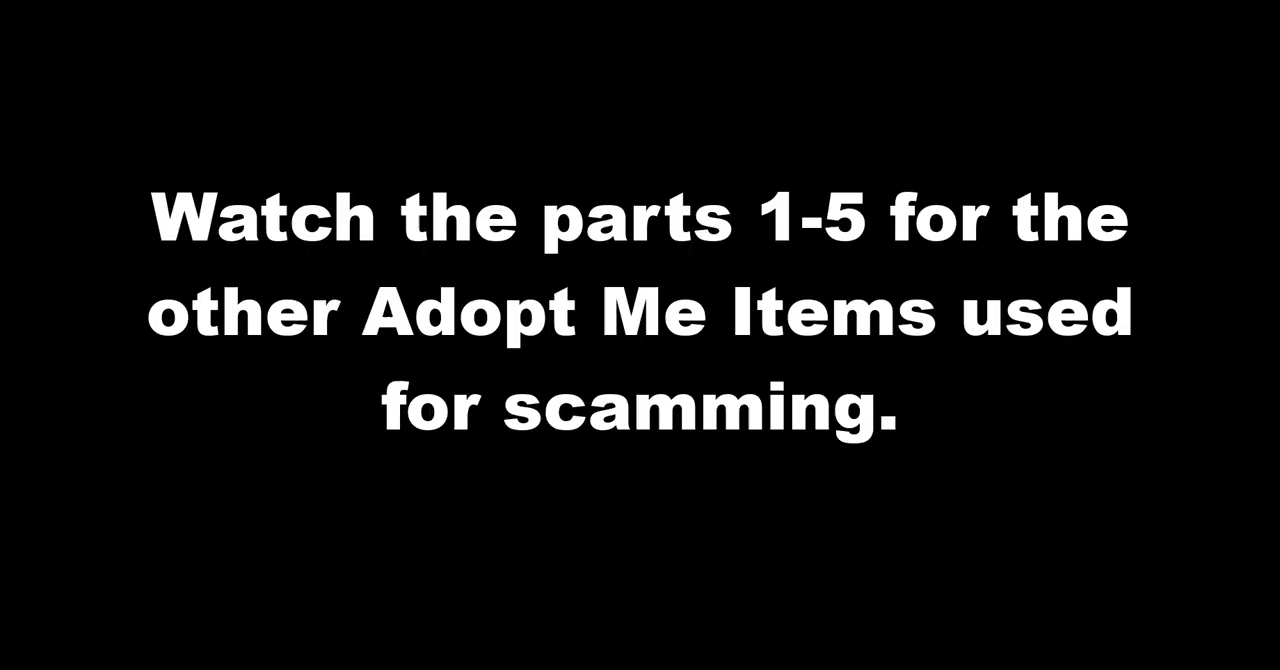 Watch the parts 1-5 for the
other Adopt Me Items used
for scamming.